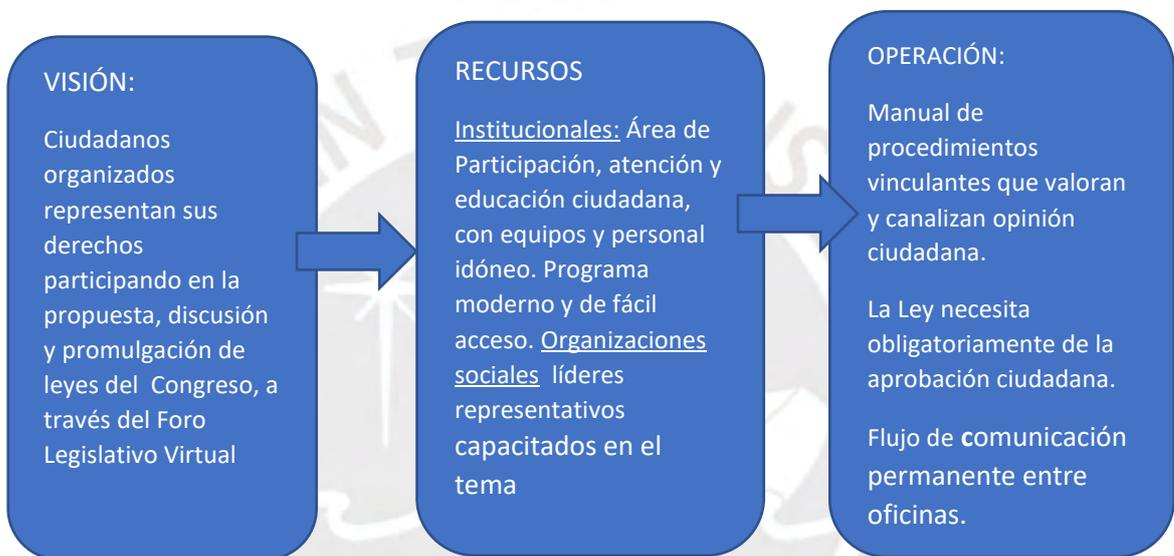 VISIÓN:
Ciudadanos
organizados
representan sus
derechos
participando en la
propuesta, discusión
y promulgación de
leyes del Congreso, a
través del Foro
Legislativo Virtual
RECURSOS
Institucionales: Área de
Participación, atención y
educación ciudadana,
con equipos y personal
idóneo. Programa
moderno y de fácil
acceso. Organizaciones
sociales líderes
representativos
capacitados en el
tema
OPERACIÓN:
Manual de
procedimientos
vinculantes que valoran
y canalizan opinión
ciudadana.
La Ley necesita
obligatoriamente de la
aprobación ciudadana.
Flujo de comunicación
permanente entre
oficinas.